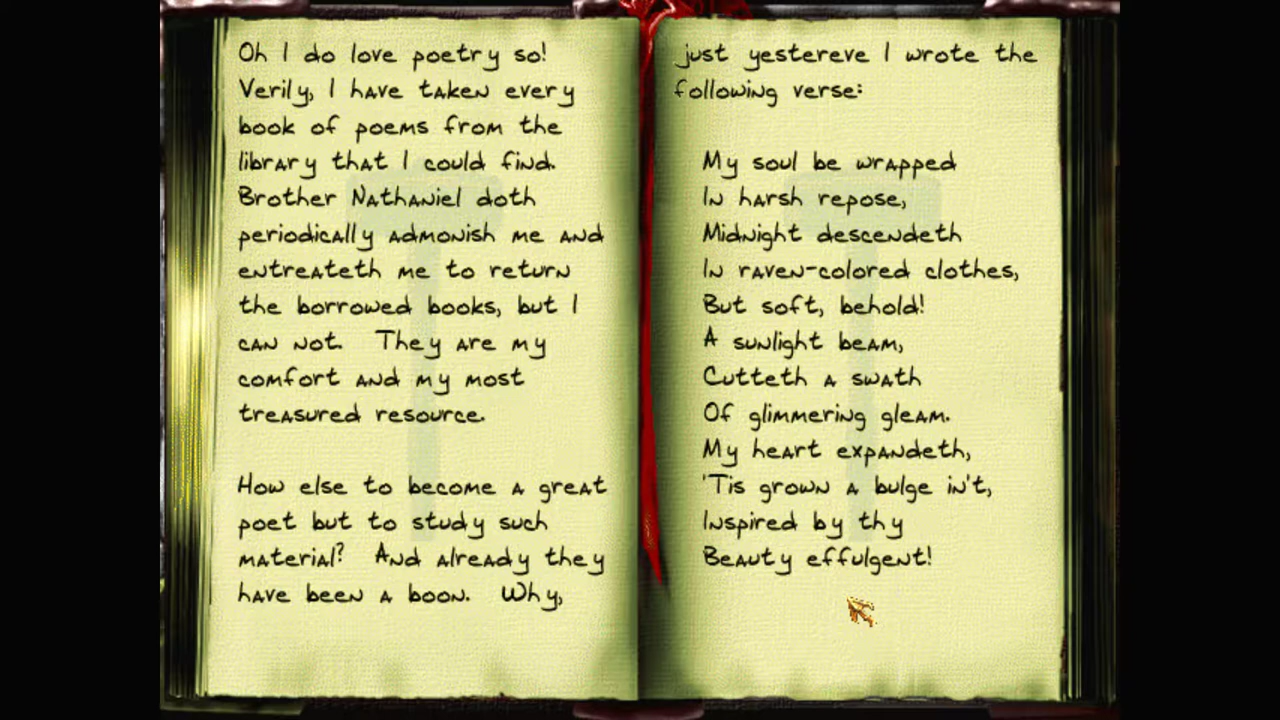 Oh I do love poetry so!
Verily, I have taken every
book of poems from the
library that I could find.
Brother Nathaniel doth
periodically admonish me and
entreateth me to return
the borrowed books, but I
can not. They are my
comfort and my most
treasured resource.
How else to become a great
poet but to study such
material? And already they
have been a boon. Why,
just yestereve I wrote the
following verse:
My soul be wrapped
In harsh repose,
Midnight descendeth
In raven-colored clothes,
But soft, behold!
A sunlight beam,
Cutteth a swath
Of glimmering gleam.
My heart expandeth,
'Tis grown a bulge in't,
Inspired by thy
Beauty effulgent!